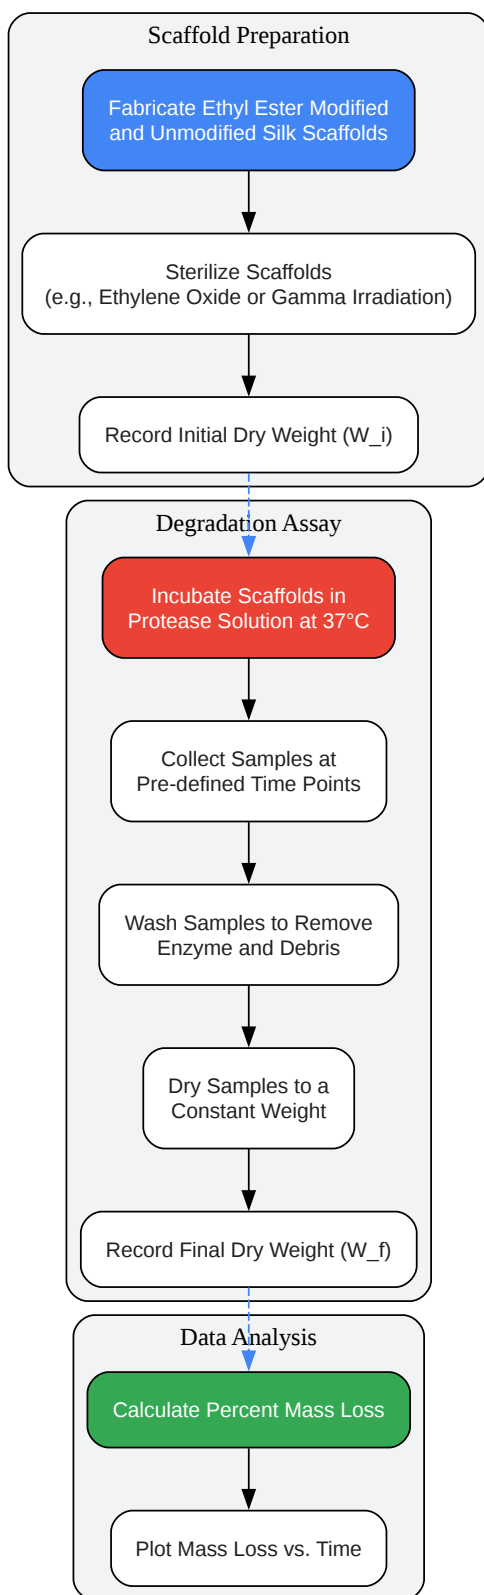 Scaffold Preparation
Fabricate Ethyl Ester Modified
and Unmodified Silk Scaffolds
Sterilize Scaffolds
(e.g., Ethylene Oxide or Gamma Irradiation)
Record Initial Dry Weight (W_i)
Degradation Assay
Incubate Scaffolds in
Protease Solution at 37°C
Collect Samples at
Pre-defined Time Points
Wash Samples to Remove
Enzyme and Debris
Dry Samples to a
Constant Weight
Record Final Dry Weight (W_f)
Data Analysis
Calculate Percent Mass Loss
Plot Mass Loss vs. Time